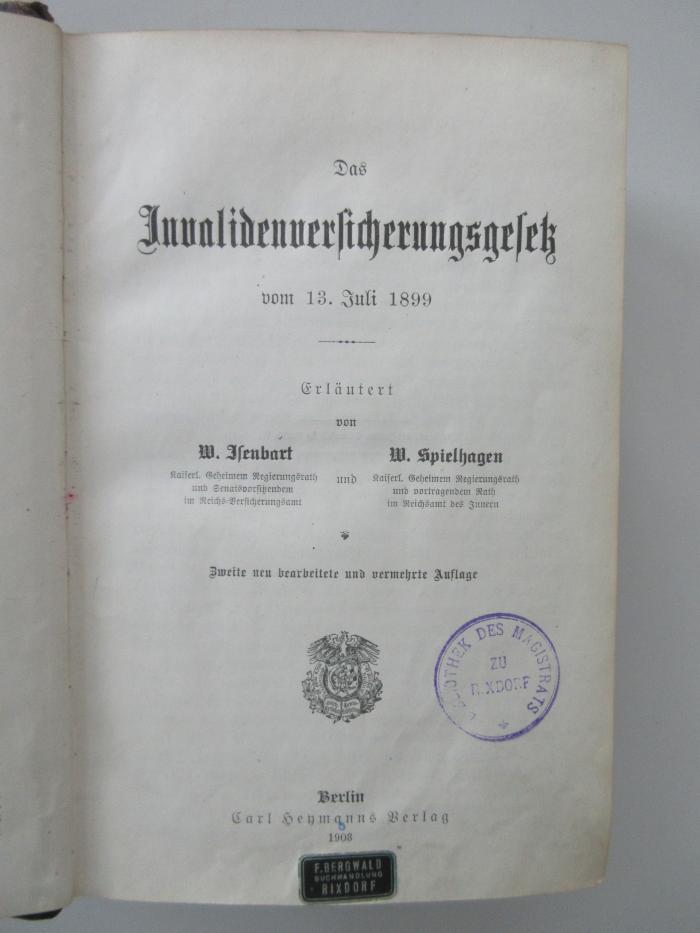 Das
Invalidenversicherungsgesetz
vom 13. Juli 1899
Erläutert
von
W. Isenbart
Kaiserl. Geheimem Regierungsrath
und Senatsvorsitzendem
im Reichs-Versicherungsamt
und
W. Spielhagen
Kaiserl. Geheimem Regierungsrath
und vortragendem Rath
im Reichsamt des Innern
Zweite neu bearbeitete und vermehrte Auflage
BIBLIOTHEK DES MAGISTRATS
ZU
RIXDORF
Berlin
Carl Heymanns Verlag
1903
F. BERGWALD
BUCHHANDLUNG
RIXDORF